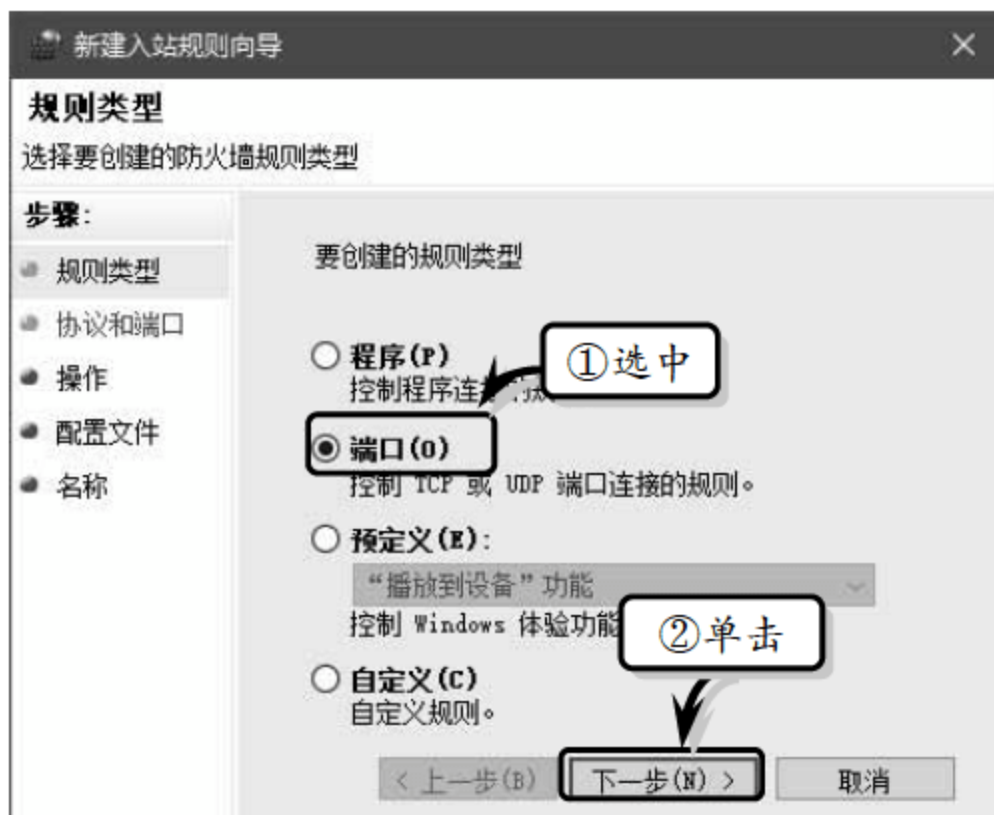 新建入站规则向导
规则类型
选择要创建的防火墙规则类型
步骤:
规则类型
协议和端口
操作
配置文件
名称
要创建的规则类型
程序(P)
控制程序连
①选中
端口(O)
控制 TCP 或 UDP 端口连接的规则。
预定义(E):
“播放到设备”功能
控制 Windows 体验功能
②单击
自定义(C)
自定义规则。
< 上一步(B)
下一步(N) >
取消